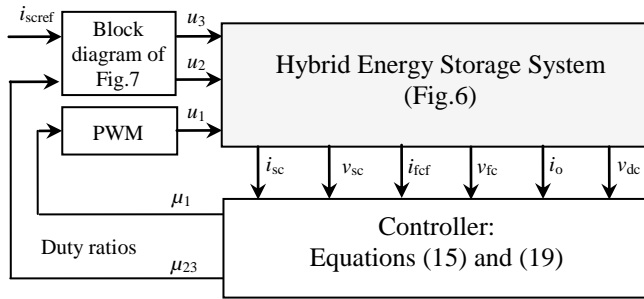 i_scref
Block
diagram of
Fig.7
u_3
u_2
Hybrid Energy Storage System
(Fig.6)
PWM
u_1
i_sc
v_sc
i_fcf
v_fc
i_o
v_dc
μ_1
Controller:
Equations (15) and (19)
Duty ratios
μ_23